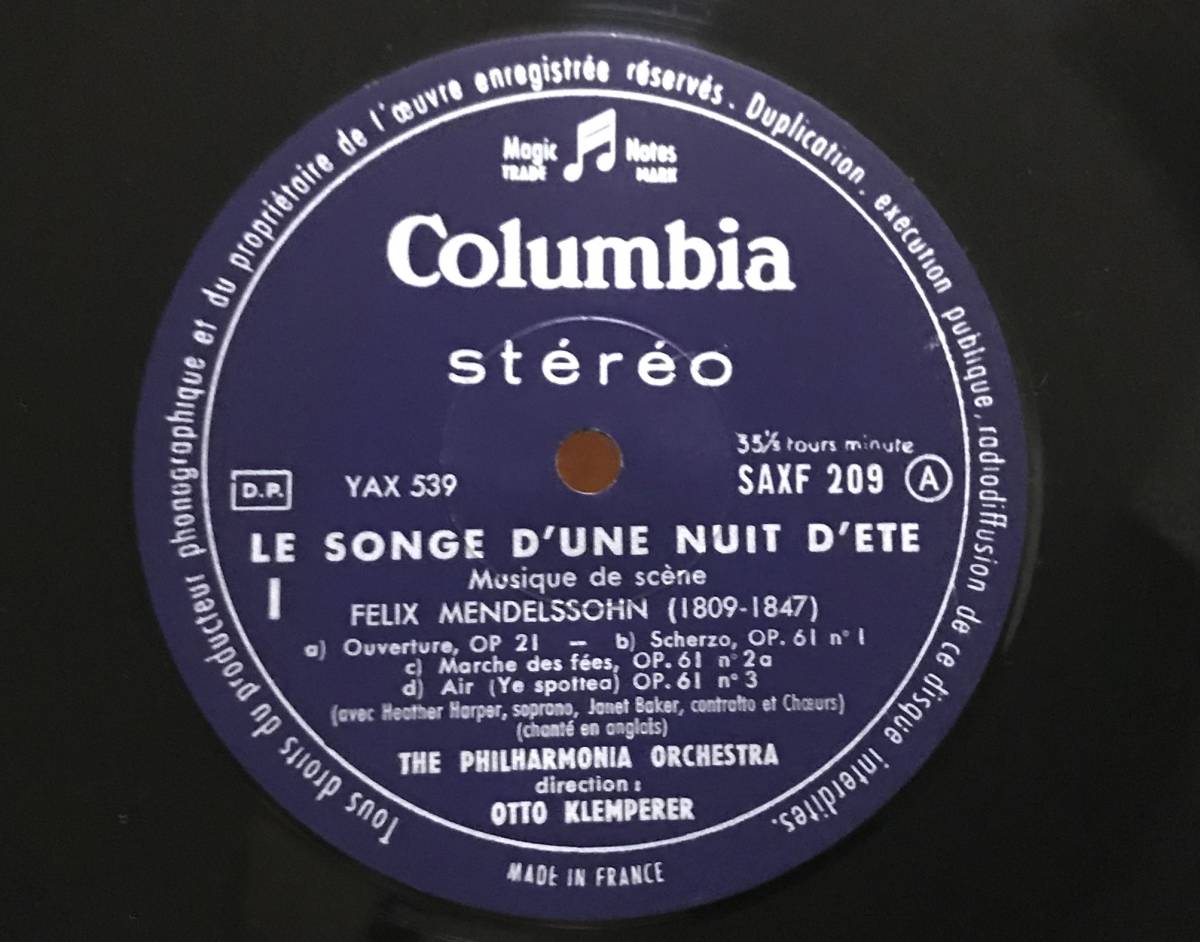 Tous droits du producteur phonographique et du propriétaire de l'œuvre enregistrée réservés. Duplication. exécution publique, radiodiffusion de ce disque interdites.
Magic Notes
TRADE MARK
Columbia
stéréo
35⅓ tours minute
D.P. YAX 539 SAXF 209 A
LE SONGE D'UNE NUIT D'ETE
I Musique de scène
FELIX MENDELSSOHN (1809-1847)
a) Ouverture, OP 21 — b) Scherzo, OP. 61 n° 1
c) Marche des fées, OP. 61 n° 2a
d) Air (Ye spottea) OP. 61 n° 3
(avec Heather Harper, soprano, Janet Baker, contratto et Chœurs)
(chanté en anglais)
THE PHILHARMONIA ORCHESTRA
direction :
OTTO KLEMPERER
MADE IN FRANCE